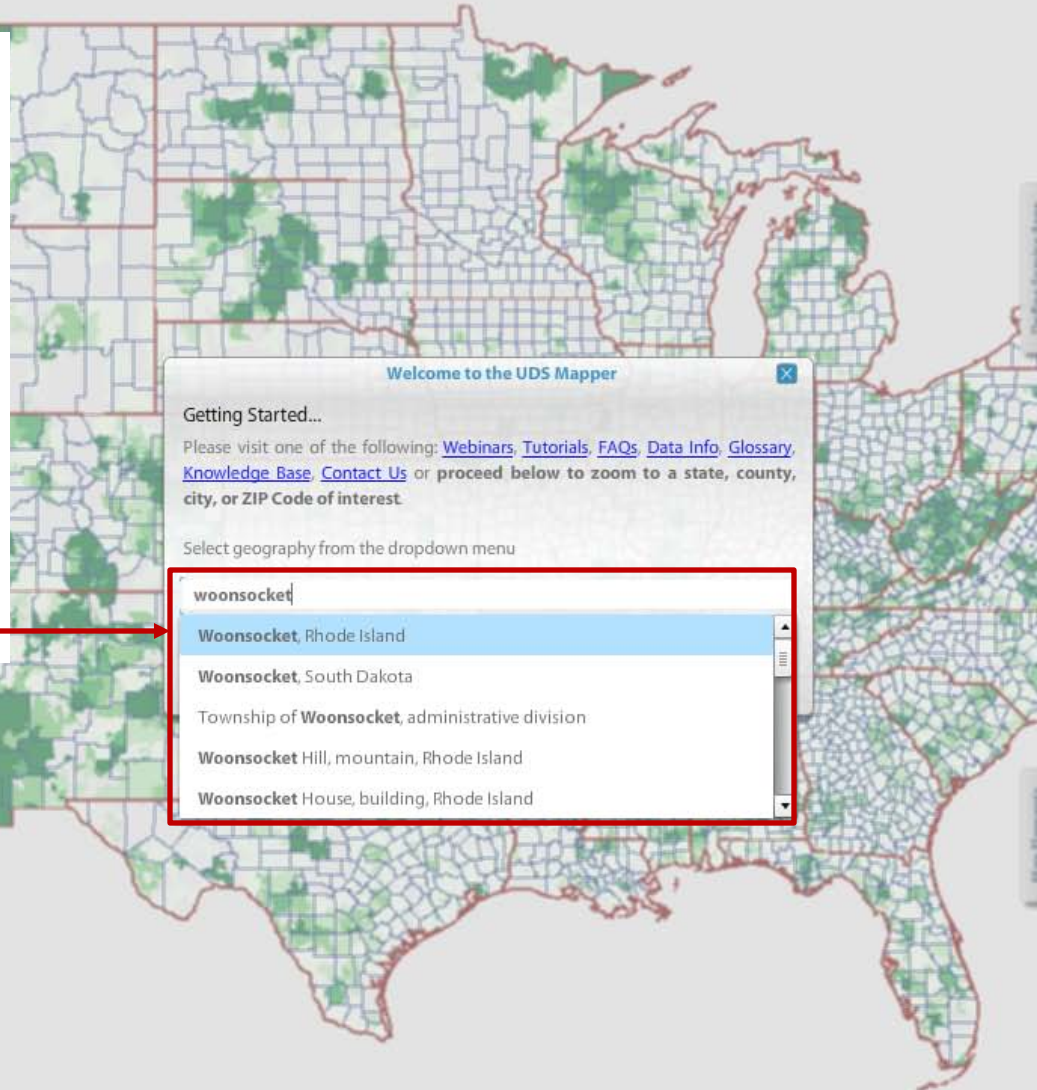 Welcome to the UDS Mapper
Getting Started...
Please visit one of the following: Webinars, Tutorials, FAQs, Data Info, Glossary,
Knowledge Base, Contact Us or proceed below to zoom to a state, county,
city, or ZIP Code of interest.
Select geography from the dropdown menu
woonsocket
Woonsocket, Rhode Island
Woonsocket, South Dakota
Township of Woonsocket, administrative division
Woonsocket Hill, mountain, Rhode Island
Woonsocket House, building, Rhode Island